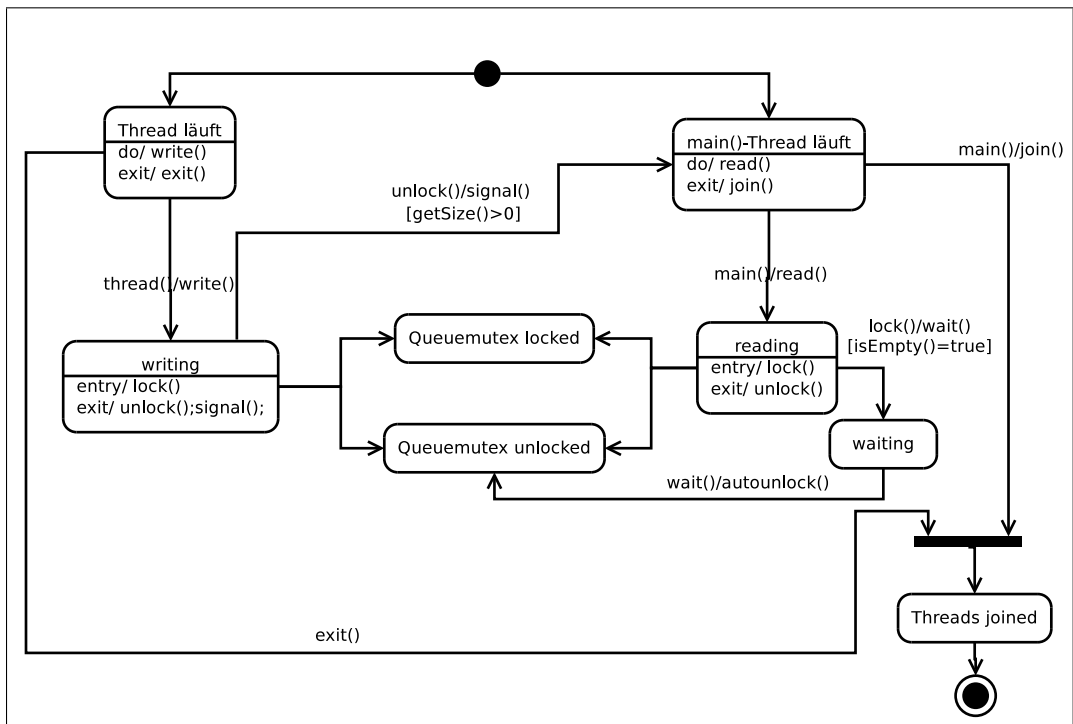 Thread läuft
do/ write()
exit/ exit()
main()-Thread läuft
do/ read()
exit/ join()
main()/join()
unlock()/signal()
[getSize()>0]
thread()/write()
main()/read()
Queuemutex locked
lock()/wait()
[isEmpty()=true]
writing
entry/ lock()
exit/ unlock();signal();
reading
entry/ lock()
exit/ unlock()
Queuemutex unlocked
waiting
wait()/autounlock()
Threads joined
exit()